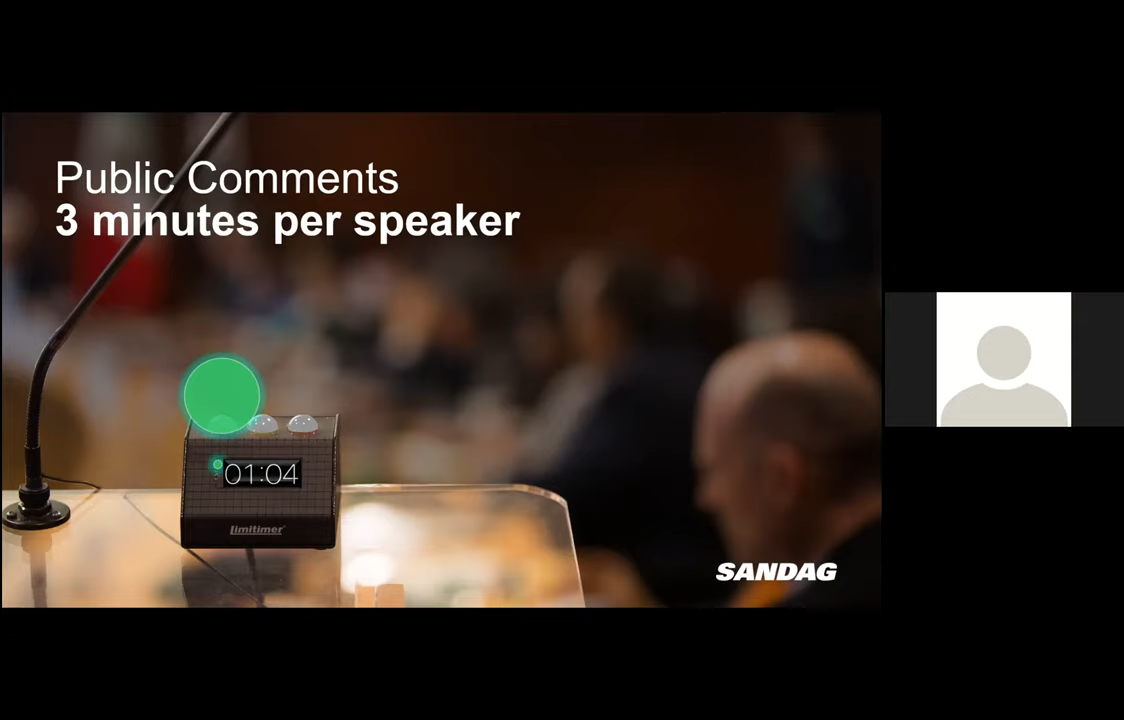 Public Comments
3 minutes per speaker
01:04
limitimer
SANDAG